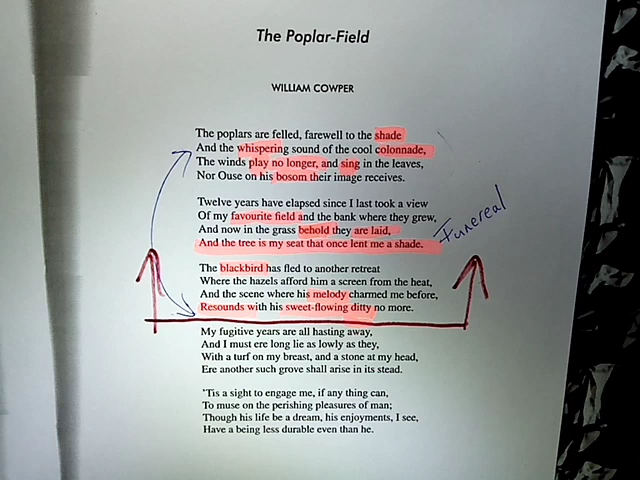 The Poplar-Field
WILLIAM COWPER
The poplars are felled, farewell to the shade
And the whispering sound of the cool colonnade,
The winds play no longer, and sing in the leaves,
Nor Ouse on his bosom their image receives.
Twelve years have elapsed since I last took a view
Of my favourite field and the bank where they grew,
And now in the grass behold they are laid,
And the tree is my seat that once lent me a shade.
Funereal
The blackbird has fled to another retreat
Where the hazels afford him a screen from the heat,
And the scene where his melody charmed me before,
Resounds with his sweet-flowing ditty no more.
My fugitive years are all hasting away,
And I must ere long lie as lowly as they,
With a turf on my breast, and a stone at my head,
Ere another such grove shall arise in its stead.
'Tis a sight to engage me, if any thing can,
To muse on the perishing pleasures of man;
Though his life be a dream, his enjoyments, I see,
Have a being less durable even than he.